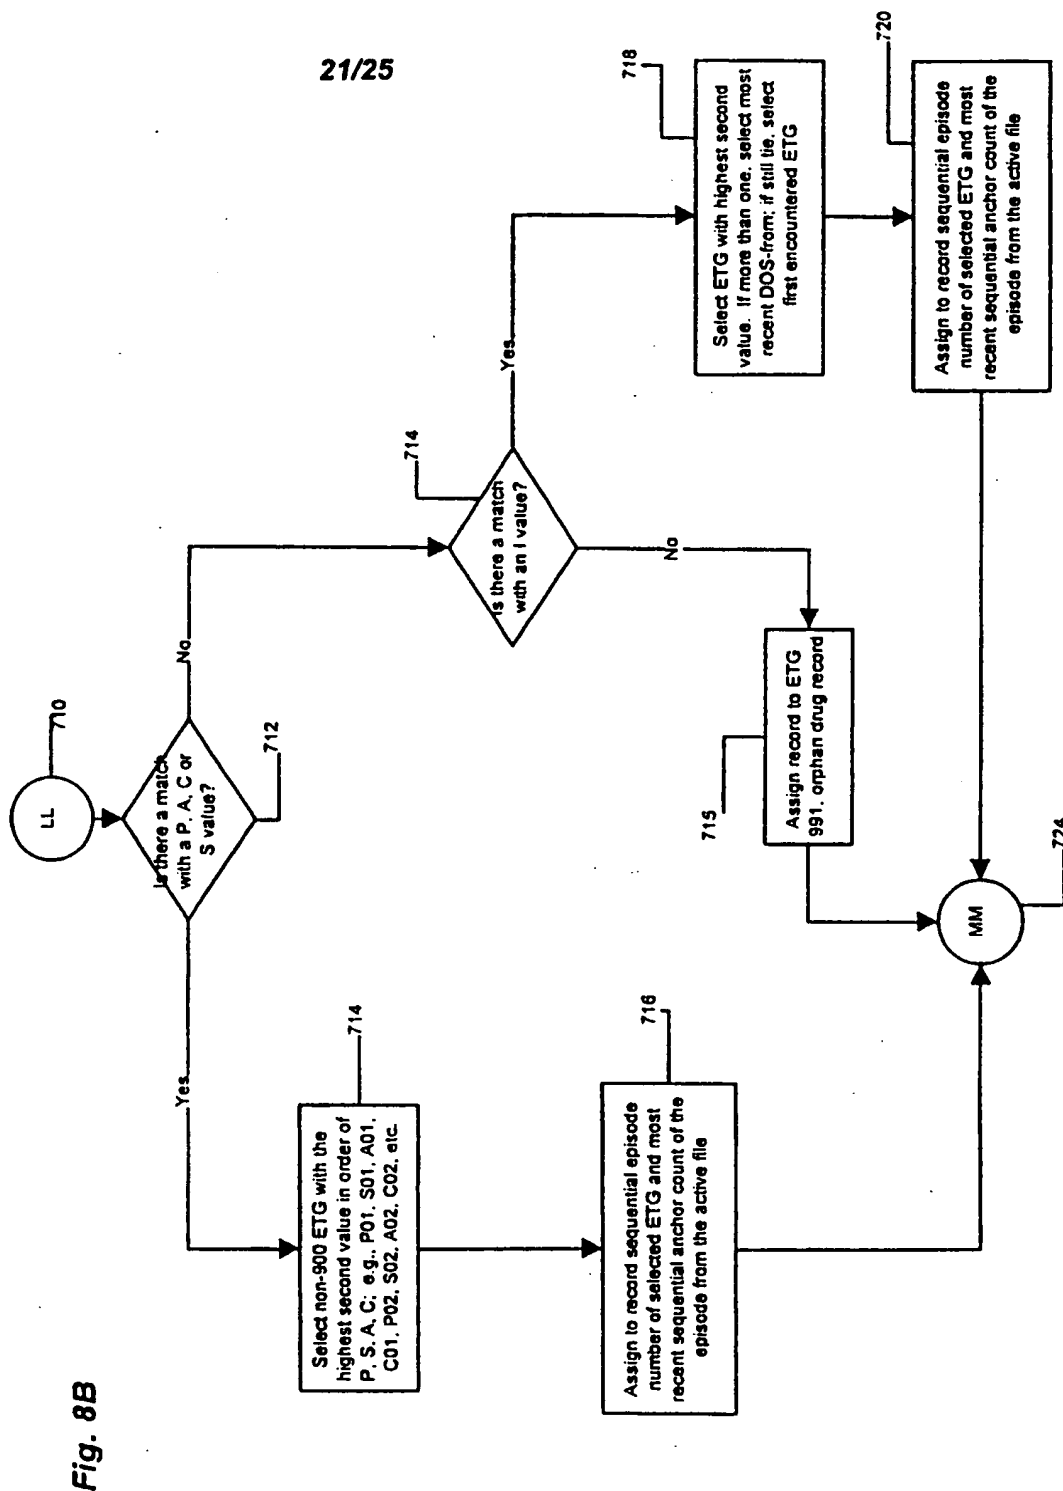 21/25
Fig. 8B
LL
710
Is there a match
with a P, A, C or
S value?
712
Yes
No
Select non-900 ETG with the
highest second value in order of
P, S, A, C; e.g., P01, S01, A01,
C01, P02, S02, A02, C02, etc.
714
Assign to record sequential episode
number of selected ETG and most
recent sequential anchor count of the
episode from the active file
716
Is there a match
with an I value?
714
No
Yes
Assign record to ETG
991, orphan drug record
715
Select ETG with highest second
value. If more than one, select most
recent DOS-from; if still tie, select
first encountered ETG
718
Assign to record sequential episode
number of selected ETG and most
recent sequential anchor count of the
episode from the active file
720
MM
724